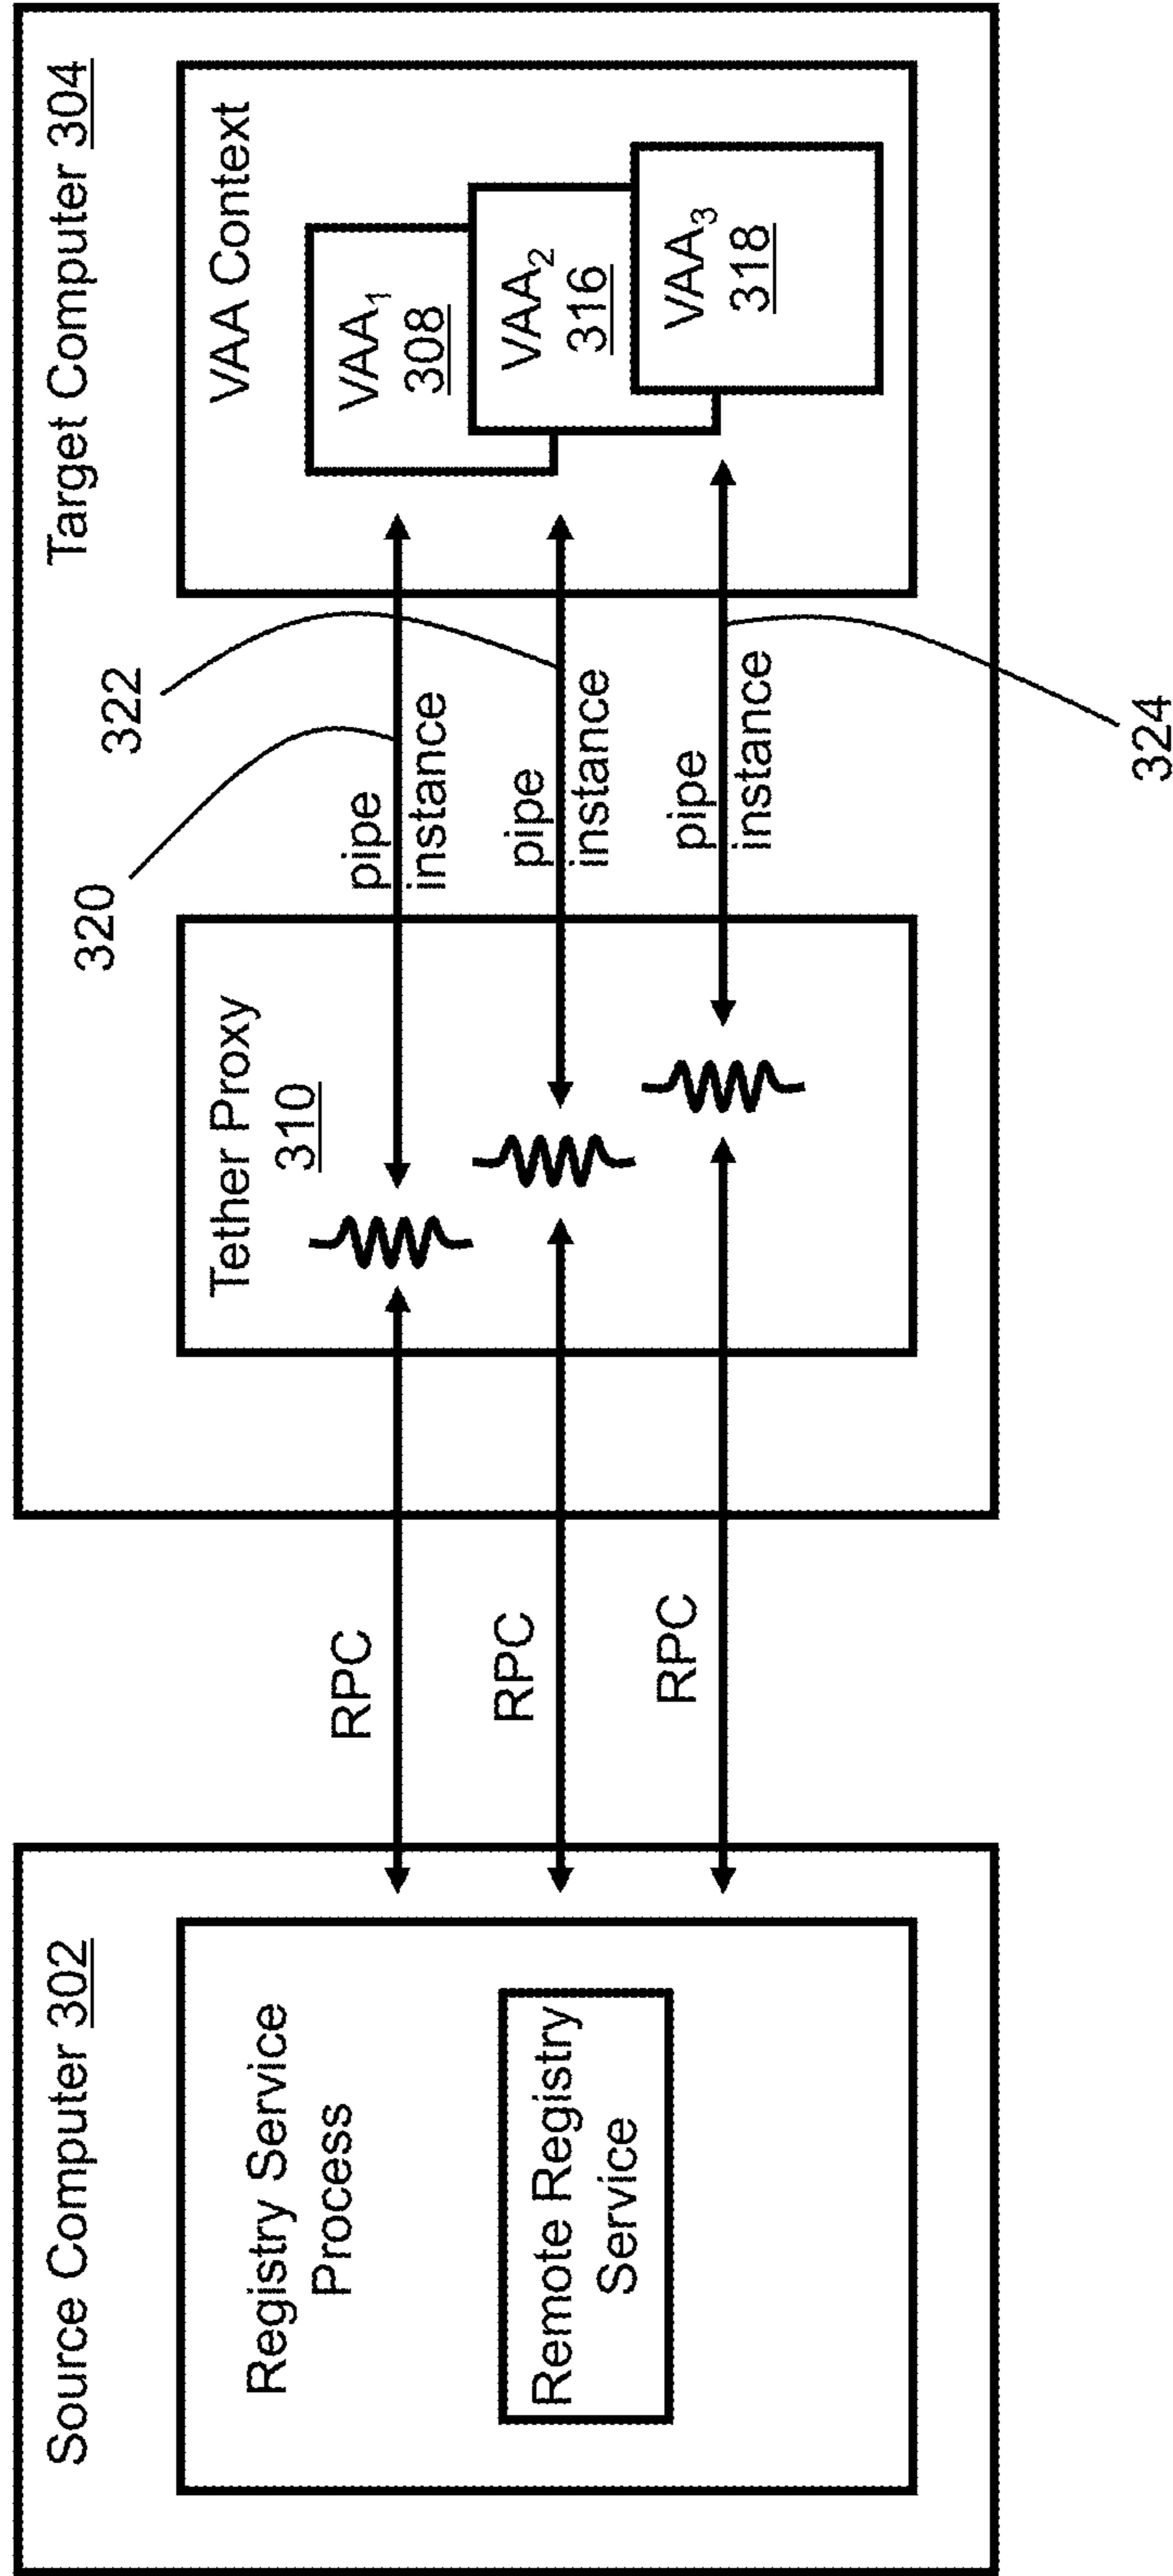 Source Computer 302
Registry Service
Process
Remote Registry
Service
RPC
RPC
RPC
Target Computer 304
Tether Proxy
310
320
322
pipe
instance
pipe
instance
pipe
instance
324
VAA Context
VAA₁
308
VAA₂
316
VAA₃
318